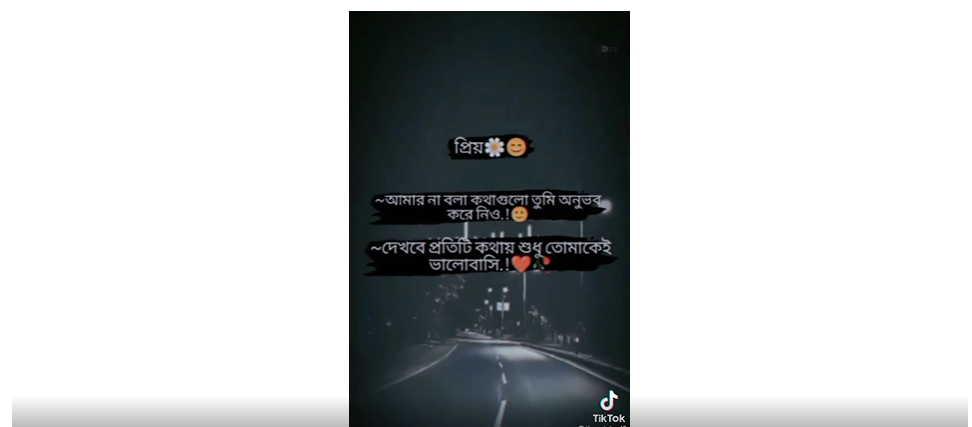 প্রিয়🌼😊
~আমার না বলা কথাগুলো তুমি অনুভব
করে নিও.!🙂
~দেখবে প্রতিটি কথায় শুধু তোমাকেই
ভালোবাসি.!❤️🥀
TikTok